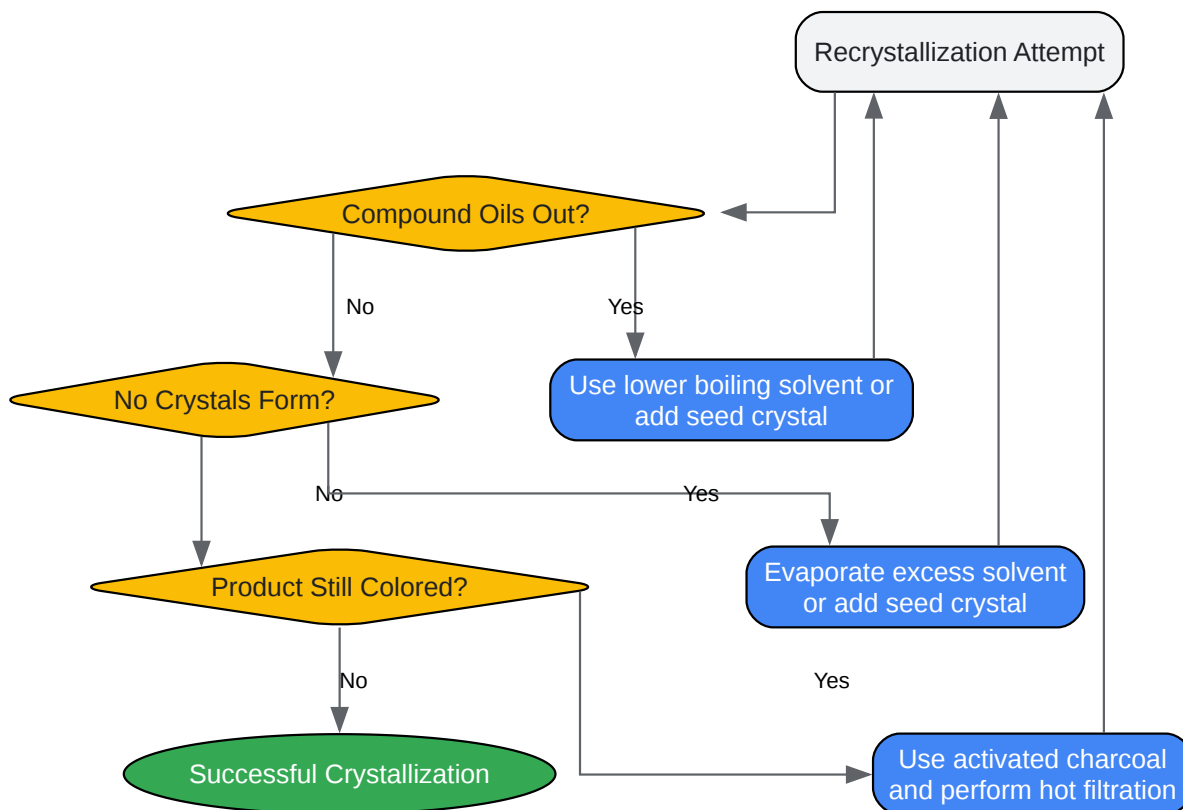 Recrystallization Attempt
Compound Oils Out?
No
Yes
Use lower boiling solvent or
add seed crystal
No Crystals Form?
No
Yes
Evaporate excess solvent
or add seed crystal
Product Still Colored?
No
Yes
Successful Crystallization
Use activated charcoal
and perform hot filtration